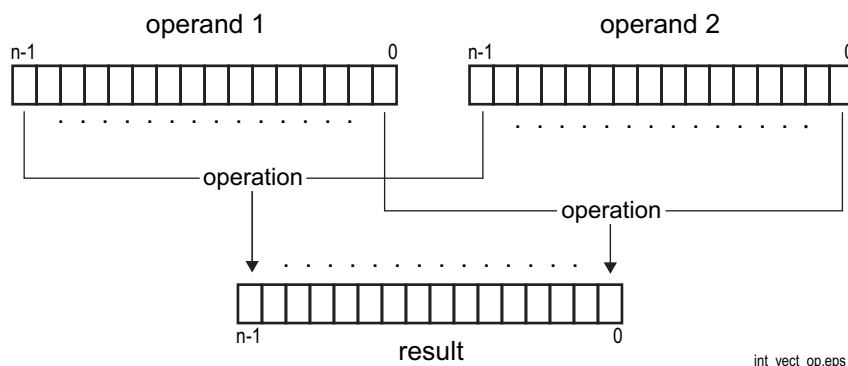 operand 1
operand 2
n-1
0
n-1
0
. . . . . . . . . . . . . .
. . . . . . . . . . . . . .
operation
operation
. . . . . . . . . . . . . .
n-1
0
result
int_vect_op.eps